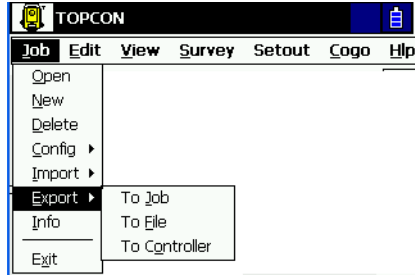 TOPCON
Job Edit View Survey Setout Cogo Hlp
Open
New
Delete
Config
Import
Export To Job
Info To File
To Controller
Exit